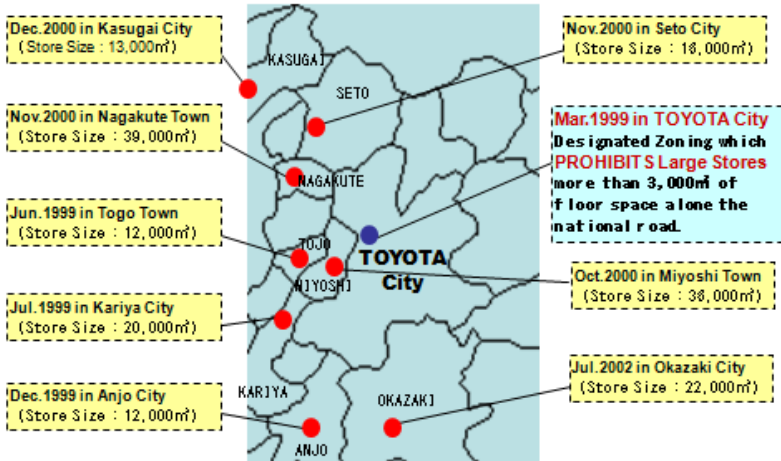 Dec.2000 in Kasugai City
(Store Size : 13,000㎡)
Nov.2000 in Nagakute Town
(Store Size : 39,000㎡)
Jun.1999 in Togo Town
(Store Size : 12,000㎡)
Jul.1999 in Kariya City
(Store Size : 20,000㎡)
Dec.1999 in Anjo City
(Store Size : 12,000㎡)
KASUGAI
SETO
NAGAKUTE
TOJO
MIYOSHI
TOYOTA
City
KARIYA
OKAZAKI
ANJO
Nov.2000 in Seto City
(Store Size : 16,000㎡)
Mar.1999 in TOYOTA City
Designated Zoning which
PROHIBITS Large Stores
more than 3,000㎡ of
floor space alone the
national road.
Oct.2000 in Miyoshi Town
(Store Size : 36,000㎡)
Jul.2002 in Okazaki City
(Store Size : 22,000㎡)